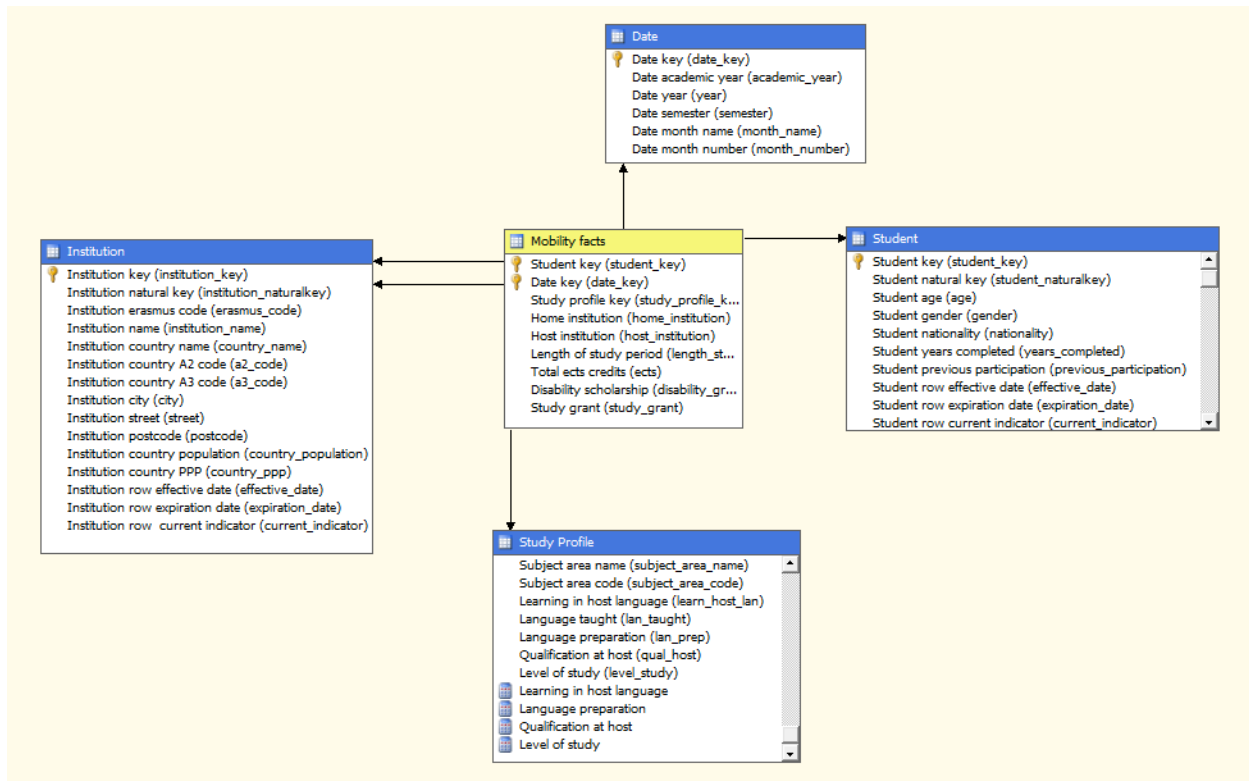 Date
Date key (date_key)
Date academic year (academic_year)
Date year (year)
Date semester (semester)
Date month name (month_name)
Date month number (month_number)
Institution
Institution key (institution_key)
Institution natural key (institution_naturalkey)
Institution erasmus code (erasmus_code)
Institution name (institution_name)
Institution country name (country_name)
Institution country A2 code (a2_code)
Institution country A3 code (a3_code)
Institution city (city)
Institution street (street)
Institution postcode (postcode)
Institution country population (country_population)
Institution country PPP (country_ppp)
Institution row effective date (effective_date)
Institution row expiration date (expiration_date)
Institution row current indicator (current_indicator)
Mobility facts
Student key (student_key)
Date key (date_key)
Study profile key (study_profile_k...
Home institution (home_institution)
Host institution (host_institution)
Length of study period (length_st...
Total ects credits (ects)
Disability scholarship (disability_gr...
Study grant (study_grant)
Student
Student key (student_key)
Student natural key (student_naturalkey)
Student age (age)
Student gender (gender)
Student nationality (nationality)
Student years completed (years_completed)
Student previous participation (previous_participation)
Student row effective date (effective_date)
Student row expiration date (expiration_date)
Student row current indicator (current_indicator)
Study Profile
Subject area name (subject_area_name)
Subject area code (subject_area_code)
Learning in host language (learn_host_lan)
Language taught (lan_taught)
Language preparation (lan_prep)
Qualification at host (qual_host)
Level of study (level_study)
Learning in host language
Language preparation
Qualification at host
Level of study